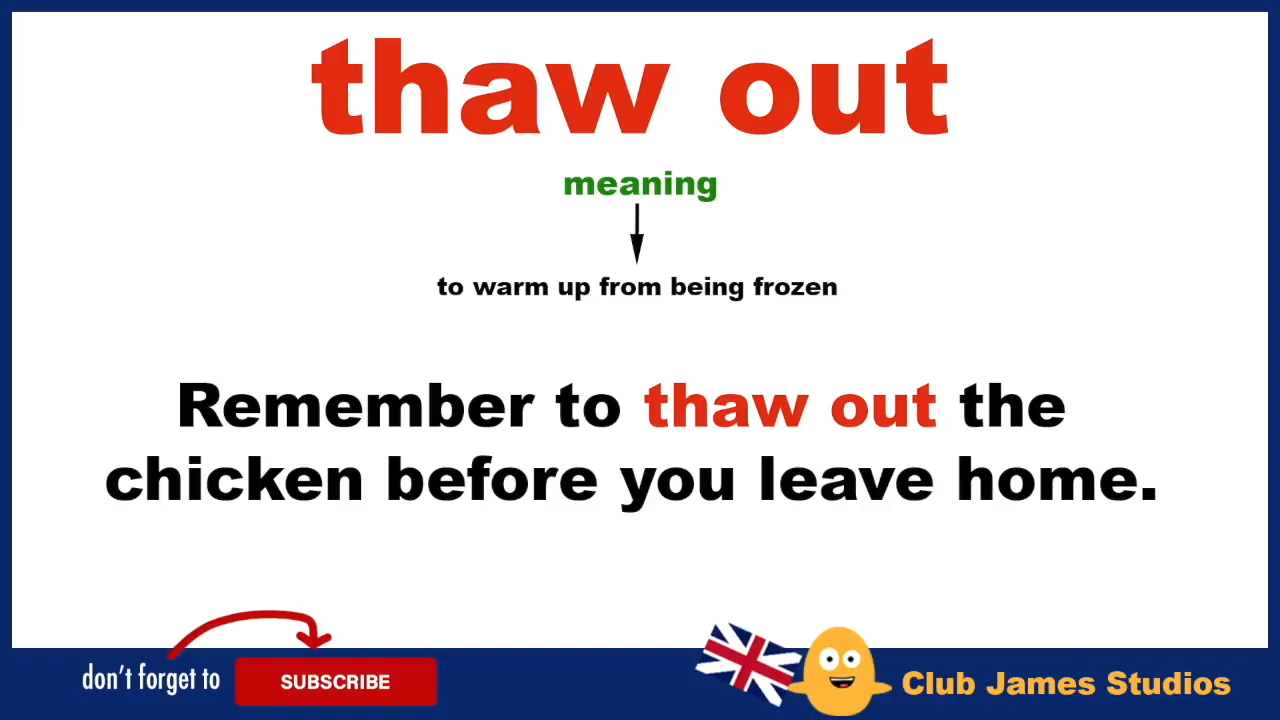 thaw out
meaning
to warm up from being frozen
Remember to thaw out the
chicken before you leave home.
don't forget to
SUBSCRIBE
Club James Studios